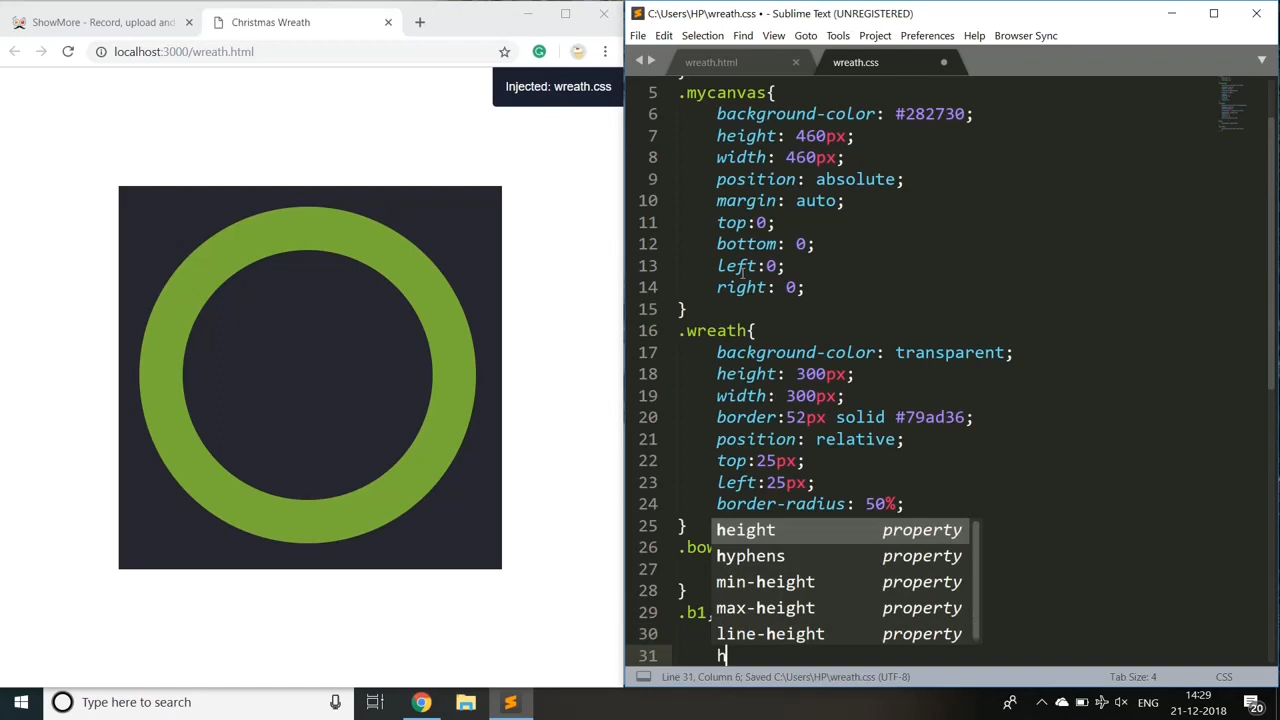 ShowMore - Record, upload and
Christmas Wreath
localhost:3000/wreath.html
Injected: wreath.css
C:\Users\HP\wreath.css • - Sublime Text (UNREGISTERED)
File Edit Selection Find View Goto Tools Project Preferences Help Browser Sync
wreath.html
wreath.css
5 .mycanvas{
6 background-color: #282730;
7 height: 460px;
8 width: 460px;
9 position: absolute;
10 margin: auto;
11 top:0;
12 bottom: 0;
13 left:0;
14 right: 0;
15 }
16 .wreath{
17 background-color: transparent;
18 height: 300px;
19 width: 300px;
20 border:52px solid #79ad36;
21 position: relative;
22 top:25px;
23 left:25px;
24 border-radius: 50%;
25 }
26 .bow
27
28 }
29 .b1,
30
31 h
height property
hyphens property
min-height property
max-height property
line-height property
Line 31, Column 6; Saved C:\Users\HP\wreath.css (UTF-8)
Tab Size: 4
CSS
Type here to search
ENG
14:29
21-12-2018
20